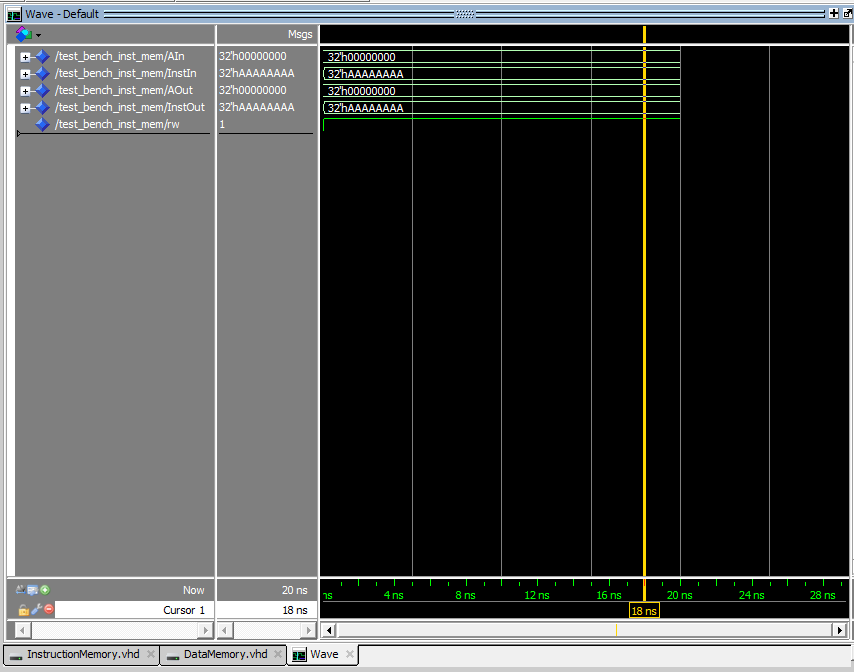 Wave - Default
Msgs
/test_bench_inst_mem/AIn 32'h00000000 32'h00000000
/test_bench_inst_mem/InstIn 32'hAAAAAAAA 32'hAAAAAAAA
/test_bench_inst_mem/AOut 32'h00000000 32'h00000000
/test_bench_inst_mem/InstOut 32'hAAAAAAAA 32'hAAAAAAAA
/test_bench_inst_mem/rw 1
Now 20 ns ns 4 ns 8 ns 12 ns 16 ns 20 ns 24 ns 28 ns
Cursor 1 18 ns 18 ns
InstructionMemory.vhd DataMemory.vhd Wave